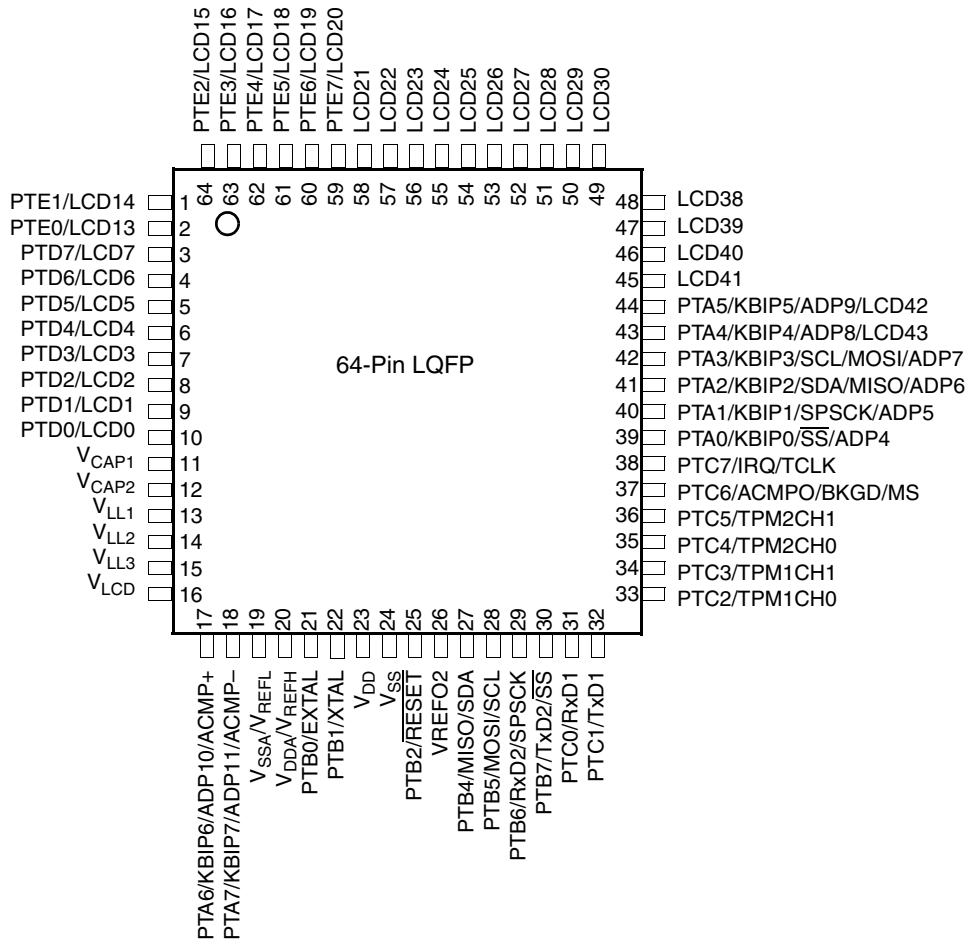 PTE2/LCD15
PTE3/LCD16
PTE4/LCD17
PTE5/LCD18
PTE6/LCD19
PTE7/LCD20
LCD21
LCD22
LCD23
LCD24
LCD25
LCD26
LCD27
LCD28
LCD29
LCD30
64
63
62
61
60
59
58
57
56
55
54
53
52
51
50
49
PTE1/LCD14 1
PTE0/LCD13 2
PTD7/LCD7 3
PTD6/LCD6 4
PTD5/LCD5 5
PTD4/LCD4 6
PTD3/LCD3 7
PTD2/LCD2 8
PTD1/LCD1 9
PTD0/LCD0 10
VCAP1 11
VCAP2 12
VLL1 13
VLL2 14
VLL3 15
VLCD 16
64-Pin LQFP
48 LCD38
47 LCD39
46 LCD40
45 LCD41
44 PTA5/KBIP5/ADP9/LCD42
43 PTA4/KBIP4/ADP8/LCD43
42 PTA3/KBIP3/SCL/MOSI/ADP7
41 PTA2/KBIP2/SDA/MISO/ADP6
40 PTA1/KBIP1/SPSCK/ADP5
39 PTA0/KBIP0/SS/ADP4
38 PTC7/IRQ/TCLK
37 PTC6/ACMPO/BKGD/MS
36 PTC5/TPM2CH1
35 PTC4/TPM2CH0
34 PTC3/TPM1CH1
33 PTC2/TPM1CH0
17
18
19
20
21
22
23
24
25
26
27
28
29
30
31
32
PTA6/KBIP6/ADP10/ACMP+
PTA7/KBIP7/ADP11/ACMP–
VSSA/VREFL
VDDA/VREFH
PTB0/EXTAL
PTB1/XTAL
VDD
VSS
PTB2/RESET
VREFO2
PTB4/MISO/SDA
PTB5/MOSI/SCL
PTB6/RxD2/SPSCK
PTB7/TxD2/SS
PTC0/RxD1
PTC1/TxD1